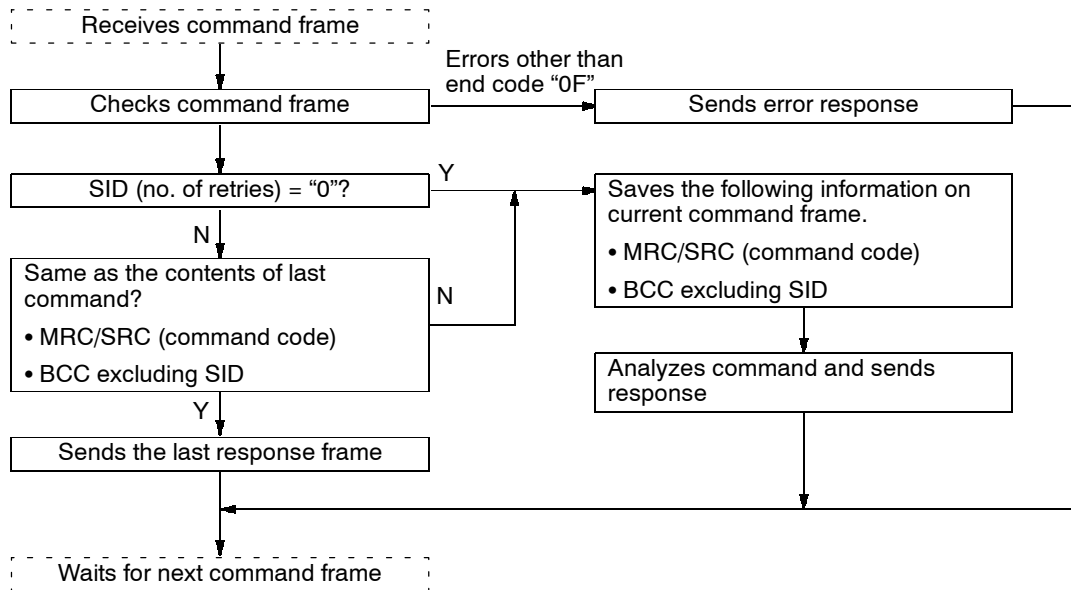 Receives command frame
Errors other than
end code “0F”
Checks command frame
Sends error response
SID (no. of retries) = “0”?
Y
Saves the following information on
current command frame.
• MRC/SRC (command code)
• BCC excluding SID
N
Same as the contents of last
command?
• MRC/SRC (command code)
• BCC excluding SID
N
Analyzes command and sends
response
Y
Sends the last response frame
Waits for next command frame